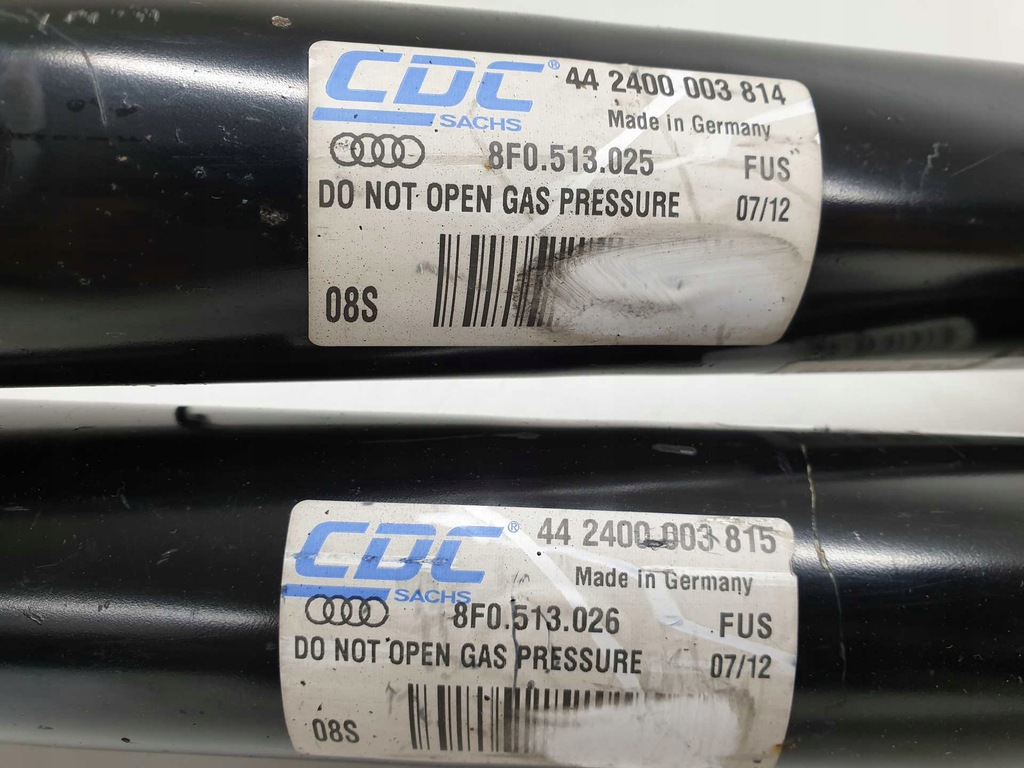 CDC® 44 2400 003 814
SACHS Made in Germany
8F0.513.025 FUS
DO NOT OPEN GAS PRESSURE 07/12
08S
CDC® 44 2400 003 815
SACHS Made in Germany
8F0.513.026 FUS
DO NOT OPEN GAS PRESSURE 07/12
08S